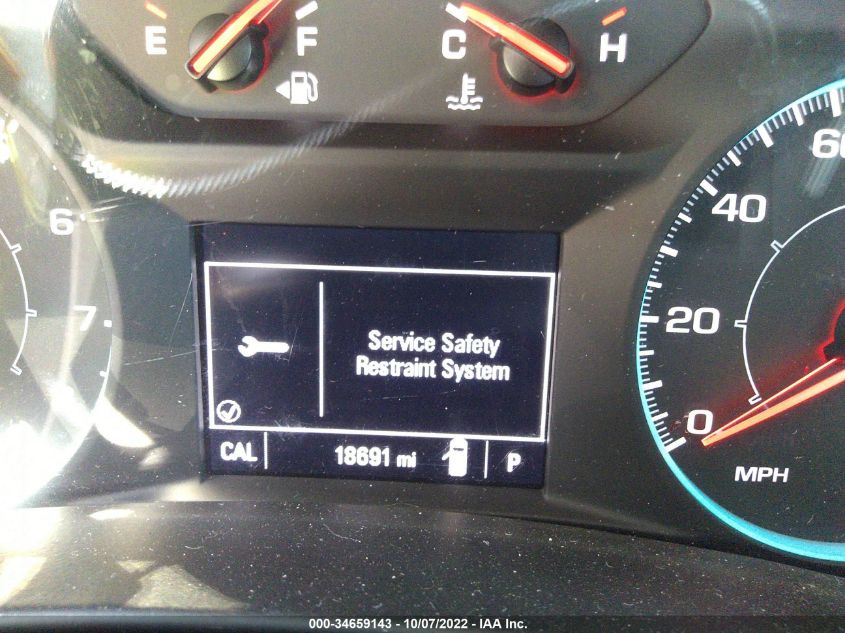 E F C H
60
6 40
7 20
Service Safety
Restraint System
0
CAL 18691 mi P
MPH
000-34659143 - 10/07/2022 - IAA Inc.